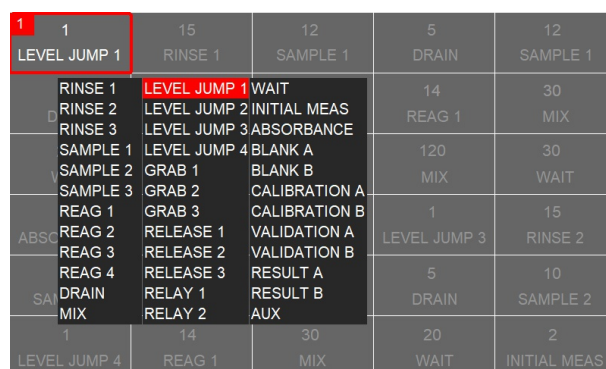 1
1 15 12 5 12
LEVEL JUMP 1 RINSE 1 SAMPLE 1 DRAIN SAMPLE 1
RINSE 1 LEVEL JUMP 1 WAIT
RINSE 2 LEVEL JUMP 2 INITIAL MEAS
RINSE 3 LEVEL JUMP 3 ABSORBANCE
SAMPLE 1 LEVEL JUMP 4 BLANK A
SAMPLE 2 GRAB 1 BLANK B
SAMPLE 3 GRAB 2 CALIBRATION A
REAG 1 GRAB 3 CALIBRATION B
REAG 2 RELEASE 1 VALIDATION A
REAG 3 RELEASE 2 VALIDATION B
REAG 4 RELEASE 3 RESULT A
DRAIN RELAY 1 RESULT B
MIX RELAY 2 AUX
14 30
REAG 1 MIX
120 30
MIX WAIT
1 15
LEVEL JUMP 3 RINSE 2
5 10
DRAIN SAMPLE 2
1 14 30 20 2
LEVEL JUMP 4 REAG 1 MIX WAIT INITIAL MEAS